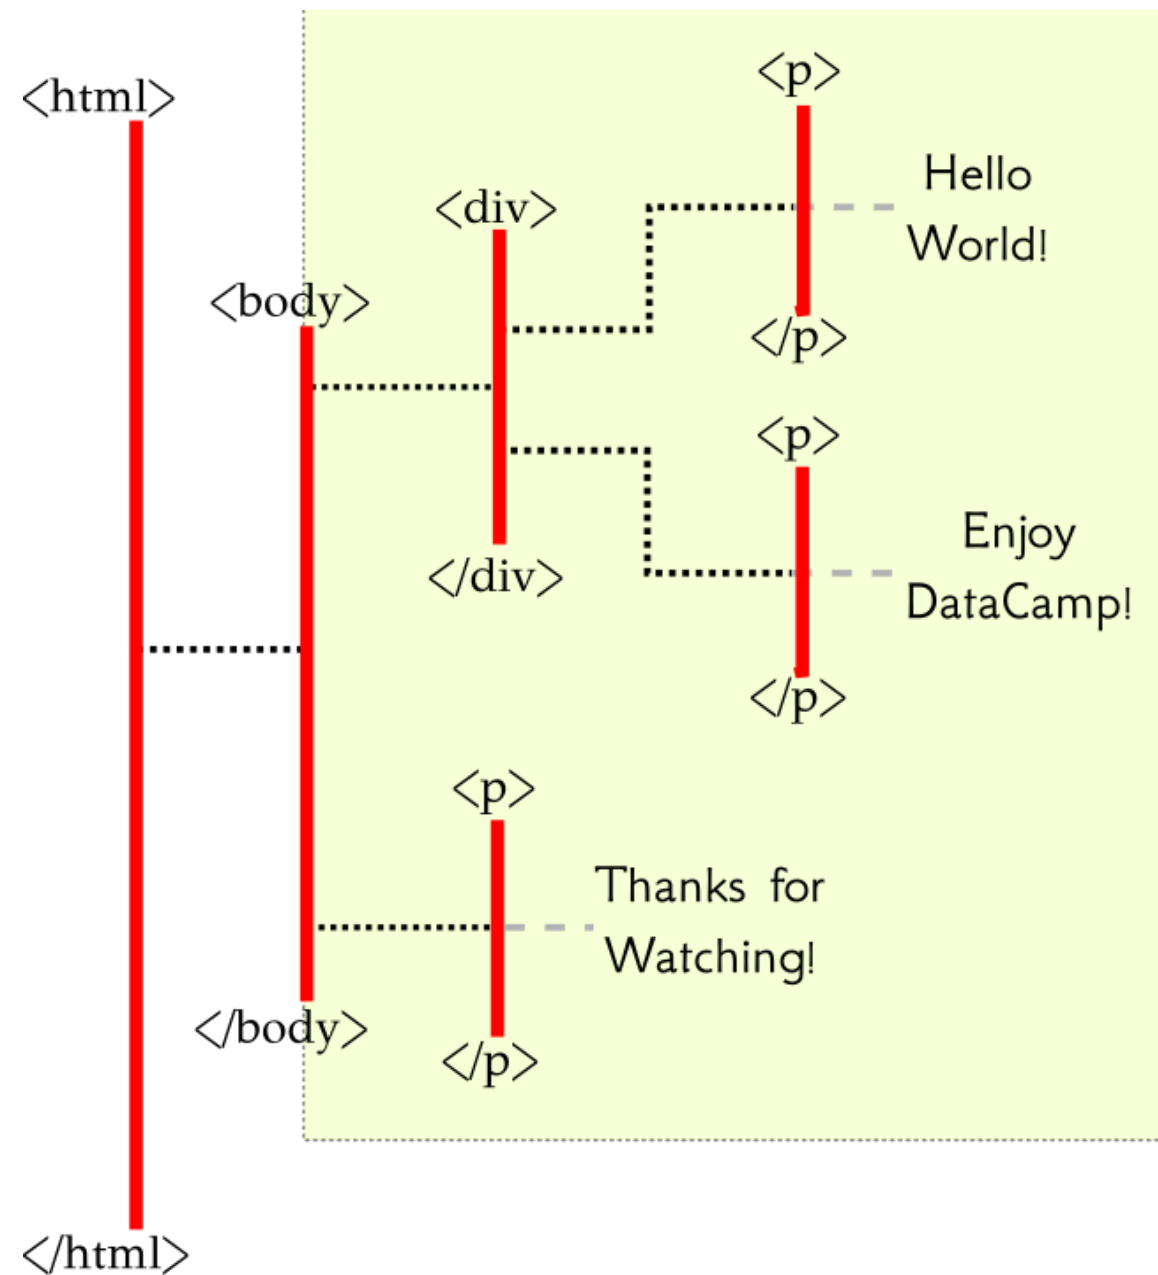 <html>
<body>
<div>
<p>
Hello
World!
</p>
<p>
Enjoy
DataCamp!
</p>
</div>
<p>
Thanks for
Watching!
</p>
</body>
</html>